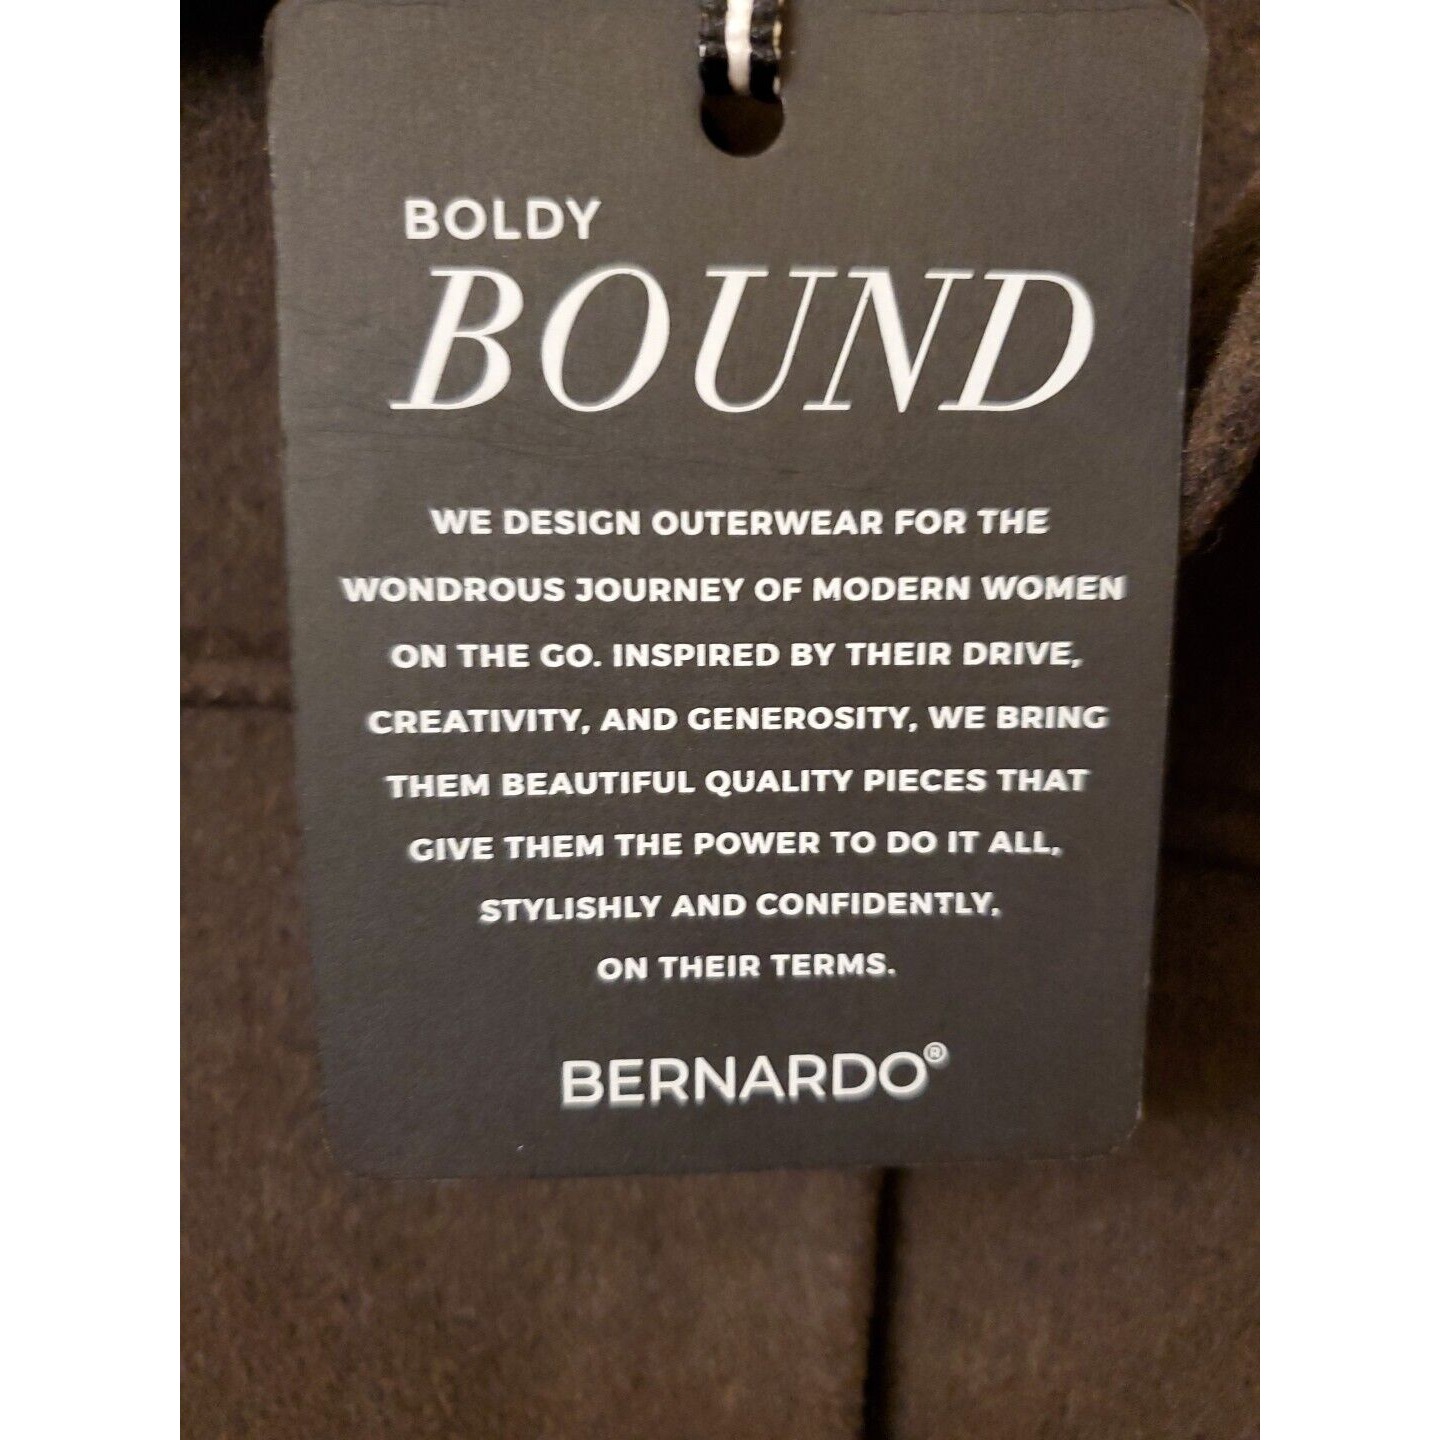 BOLDY
BOUND
WE DESIGN OUTERWEAR FOR THE
WONDROUS JOURNEY OF MODERN WOMEN
ON THE GO. INSPIRED BY THEIR DRIVE,
CREATIVITY, AND GENEROSITY, WE BRING
THEM BEAUTIFUL QUALITY PIECES THAT
GIVE THEM THE POWER TO DO IT ALL,
STYLISHLY AND CONFIDENTLY,
ON THEIR TERMS.
BERNARDO®